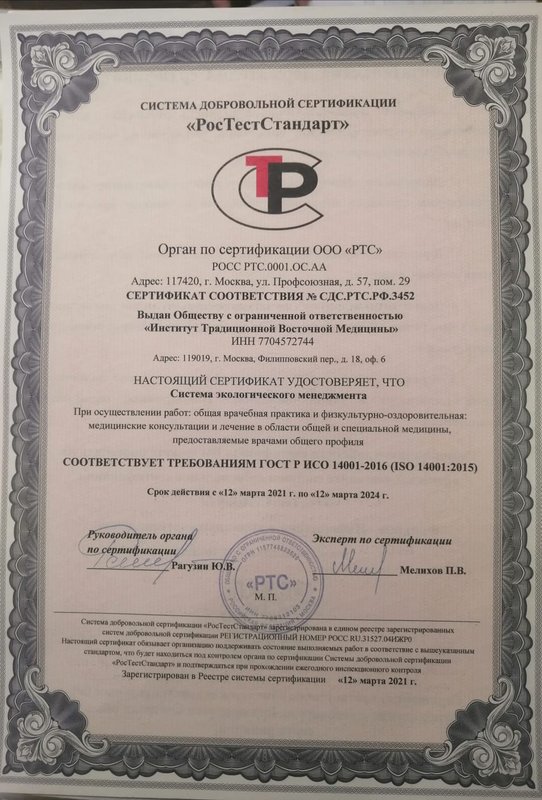 СИСТЕМА ДОБРОВОЛЬНОЙ СЕРТИФИКАЦИИ
«РосТестСтандарт»
СТР
Орган по сертификации ООО «РТС»
РОСС РТС.0001.ОС.АА
Адрес: 117420, г. Москва, ул. Профсоюзная, д. 57, пом. 29
СЕРТИФИКАТ СООТВЕТСТВИЯ № СДС.РТС.РФ.3452
Выдан Обществу с ограниченной ответственностью
«Институт Традиционной Восточной Медицины»
ИНН 7704572744
Адрес: 119019, г. Москва, Филипповский пер., д. 18, оф. 6
НАСТОЯЩИЙ СЕРТИФИКАТ УДОСТОВЕРЯЕТ, ЧТО
Система экологического менеджмента
При осуществлении работ: общая врачебная практика и физкультурно-оздоровительная:
медицинские консультации и лечение в области общей и специальной медицины,
предоставляемые врачами общего профиля
СООТВЕТСТВУЕТ ТРЕБОВАНИЯМ ГОСТ Р ИСО 14001-2016 (ISO 14001:2015)
Срок действия с «12» марта 2021 г. по «12» марта 2024 г.
Руководитель органа
по сертификации
Рагузин Ю.В.
«РТС»
М. П.
Эксперт по сертификации
Мелихов П.В.
Система добровольной сертификации «РосТестСтандарт» зарегистрирована в едином реестре зарегистрированных
систем добровольной сертификации РЕГИСТРАЦИОННЫЙ НОМЕР РОСС RU.31527.04ИЖР0
Настоящий сертификат обязывает организацию поддерживать состояние выполняемых работ в соответствие с вышеуказанным
стандартом, что будет находиться под контролем органа по сертификации Системы добровольной сертификации
«РосТестСтандарт» и подтверждаться при прохождении ежегодного инспекционного контроля
Зарегистрирован в Реестре системы сертификации «12» марта 2021 г.